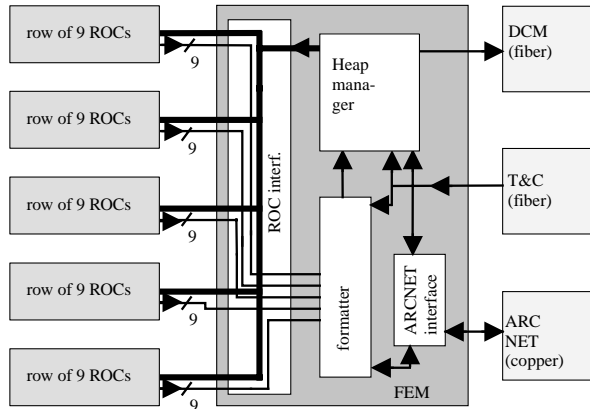 row of 9 ROCs
9
row of 9 ROCs
9
row of 9 ROCs
9
row of 9 ROCs
9
row of 9 ROCs
9
ROC interf.
Heap
mana-
ger
formatter
ARCNET
interface
FEM
DCM
(fiber)
T&C
(fiber)
ARC
NET
(copper)